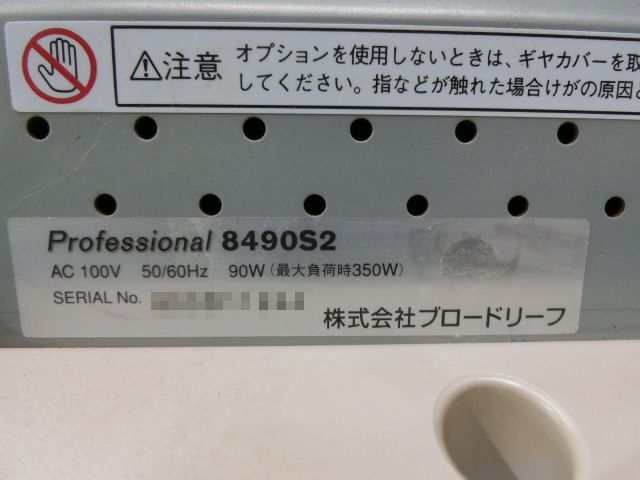 ⚠注意 オプションを使用しないときは、ギヤカバーを取
してください。指などが触れた場合けがの原因と
Professional 8490S2
AC 100V 50/60Hz 90W（最大負荷時350W）
SERIAL No.
株式会社ブロードリーフ